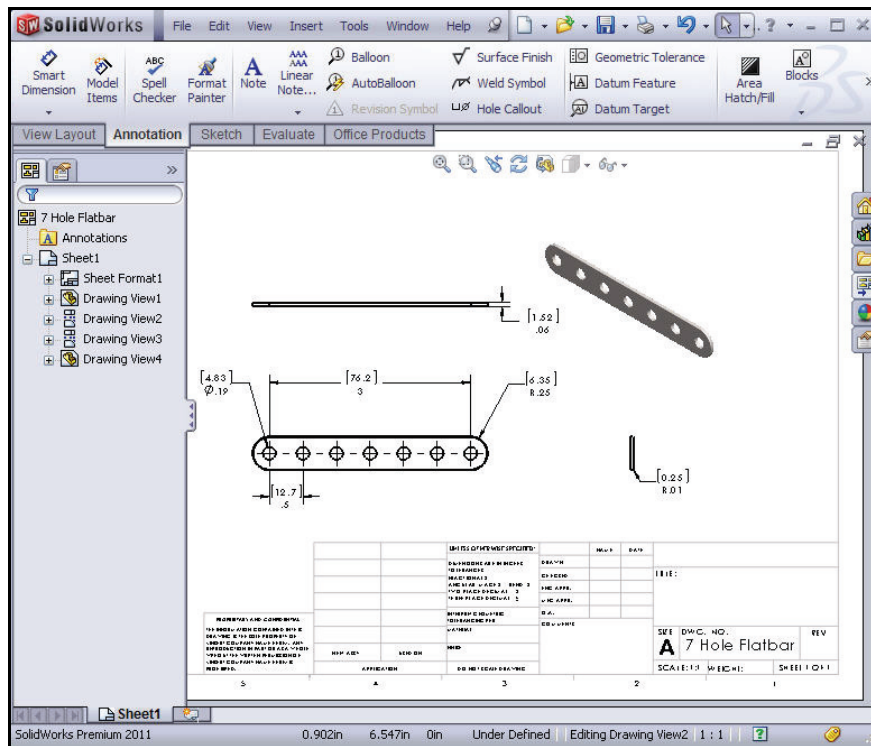 SolidWorks File Edit View Insert Tools Window Help
Smart Dimension
Model Items
ABC
Spell Checker
Format Painter
A
Note
AAA
AAA
Linear Note...
Balloon
AutoBalloon
Revision Symbol
Surface Finish
Weld Symbol
Hole Callout
Geometric Tolerance
Datum Feature
Datum Target
Area Hatch/Fill
Blocks
View Layout Annotation Sketch Evaluate Office Products
7 Hole Flatbar
Annotations
Sheet1
Sheet Format1
Drawing View1
Drawing View2
Drawing View3
Drawing View4
[1.52]
.06
[4.83]
Ø.19
[76.2]
3
[6.35]
R.25
[12.7]
.5
[0.25]
R.01
UNLESS OTHERWISE SPECIFIED:
NAME DATE
DRAWN
CHECKED
ENG APPR.
MFG APPR.
Q.A.
COMMENTS:
TITLE:
PROPRIETARY AND CONFIDENTIAL
NEXT ASSY USED ON
APPLICATION
DO NOT SCALE DRAWING
SIZE DWG. NO. REV
A 7 Hole Flatbar
SCALE: 1:1 WEIGHT: SHEET 1 OF 1
5 4 3 2 1
Sheet1
SolidWorks Premium 2011 0.902in 6.547in 0in Under Defined Editing Drawing View2 1 : 1